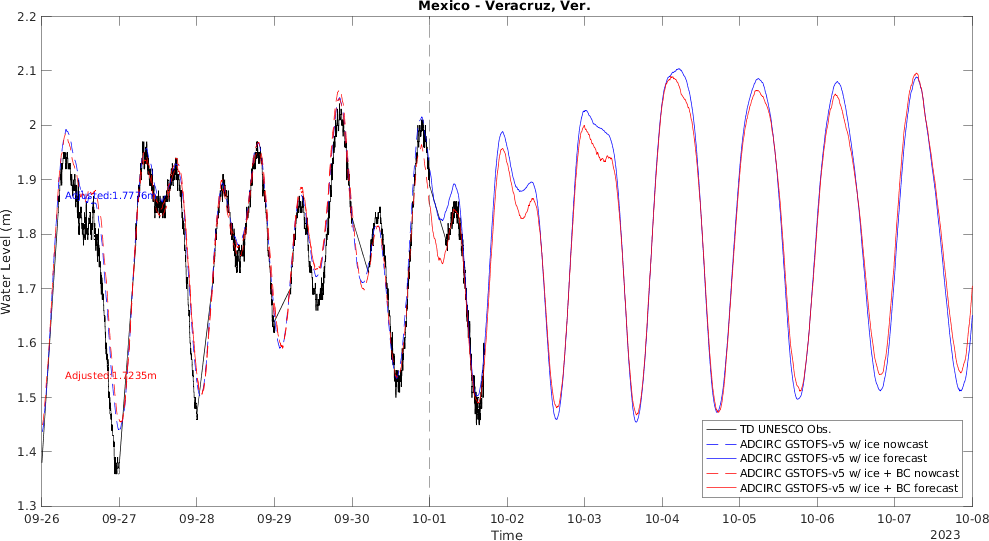 Mexico - Veracruz, Ver.
2.2
2.1
2
1.9
1.8
1.7
1.6
1.5
1.4
1.3
Water Level (m)
Adjusted:1.7776m
Adjusted:1.7235m
TD UNESCO Obs.
ADCIRC GSTOFS-v5 w/ ice nowcast
ADCIRC GSTOFS-v5 w/ ice forecast
ADCIRC GSTOFS-v5 w/ ice + BC nowcast
ADCIRC GSTOFS-v5 w/ ice + BC forecast
09-26 09-27 09-28 09-29 09-30 10-01 10-02 10-03 10-04 10-05 10-06 10-07 10-08
Time
2023